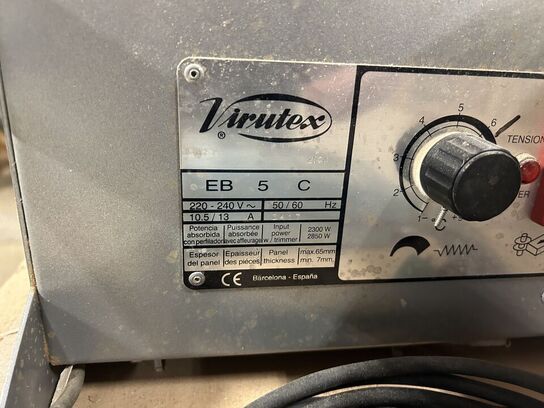 Virutex
®
EB 5 C
220 - 240 V ~ 50 / 60 Hz
10.5 / 13 A
Potencia absorbida con perfilador Puissance absorbée avec affleurage Input power w / trimmer 2300 W 2850 W
Espesor del panel Epaisseur des pièces Panel thickness max.65mm min. 7mm.
CE Barcelona - España
1 2 3 4 5 6
TENSION
°C